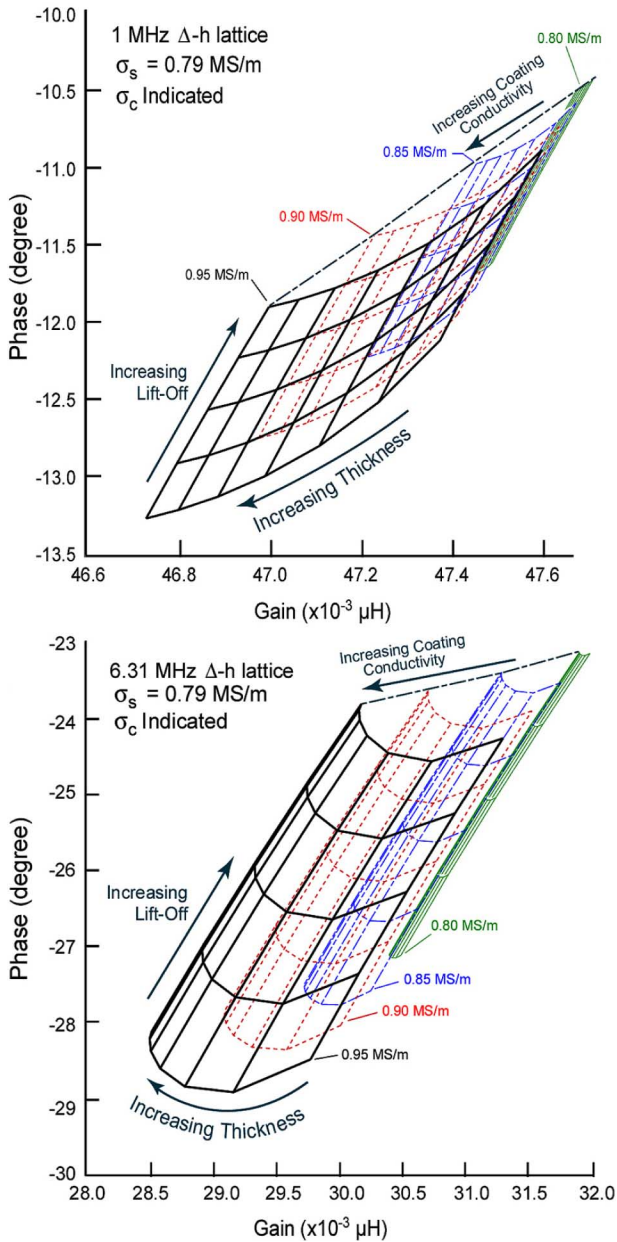 -10.0
1 MHz Δ-h lattice
σs = 0.79 MS/m
σc Indicated
0.80 MS/m
-10.5
Increasing Coating
Conductivity
0.85 MS/m
-11.0
0.90 MS/m
-11.5
0.95 MS/m
Phase (degree)
-12.0
Increasing
Lift-Off
-12.5
-13.0
Increasing Thickness
-13.5
46.6
46.8
47.0
47.2
47.4
47.6
Gain (x10⁻³ µH)
-23
6.31 MHz Δ-h lattice
σs = 0.79 MS/m
σc Indicated
Increasing Coating
Conductivity
-24
-25
Phase (degree)
-26
Increasing
Lift-Off
-27
0.80 MS/m
0.85 MS/m
-28
0.90 MS/m
0.95 MS/m
-29
Increasing Thickness
-30
28.0
28.5
29.0
29.5
30.0
30.5
31.0
31.5
32.0
Gain (x10⁻³ µH)